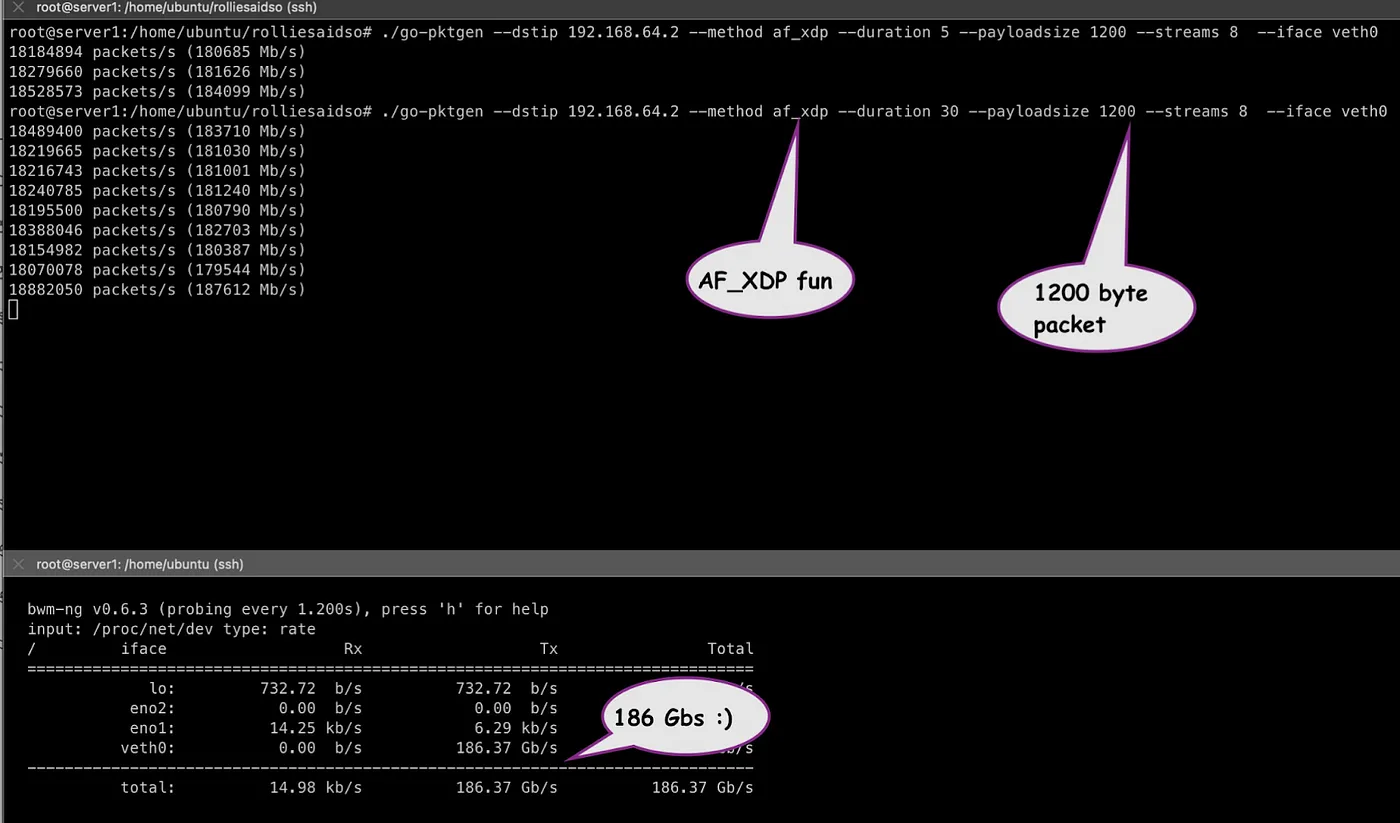 root@server1: /home/ubuntu/rolliesaidso (ssh)
root@server1:/home/ubuntu/rolliesaidso# ./go-pktgen --dstip 192.168.64.2 --method af_xdp --duration 5 --payloadsize 1200 --streams 8  --iface veth0
18184894 packets/s (180685 Mb/s)
18279660 packets/s (181626 Mb/s)
18528573 packets/s (184099 Mb/s)
root@server1:/home/ubuntu/rolliesaidso# ./go-pktgen --dstip 192.168.64.2 --method af_xdp --duration 30 --payloadsize 1200 --streams 8  --iface veth0
18489400 packets/s (183710 Mb/s)
18219665 packets/s (181030 Mb/s)
18216743 packets/s (181001 Mb/s)
18240785 packets/s (181240 Mb/s)
18195500 packets/s (180790 Mb/s)
18388046 packets/s (182703 Mb/s)
18154982 packets/s (180387 Mb/s)
18070078 packets/s (179544 Mb/s)
18882050 packets/s (187612 Mb/s)
AF_XDP fun
1200 byte
packet
root@server1: /home/ubuntu (ssh)
bwm-ng v0.6.3 (probing every 1.200s), press 'h' for help
input: /proc/net/dev type: rate
/ iface Rx Tx Total
==============================================================================
lo: 732.72 b/s 732.72 b/s
eno2: 0.00 b/s 0.00 b/s
eno1: 14.25 kb/s 6.29 kb/s
veth0: 0.00 b/s 186.37 Gb/s
186 Gbs :)
------------------------------------------------------------------------------
total: 14.98 kb/s 186.37 Gb/s 186.37 Gb/s